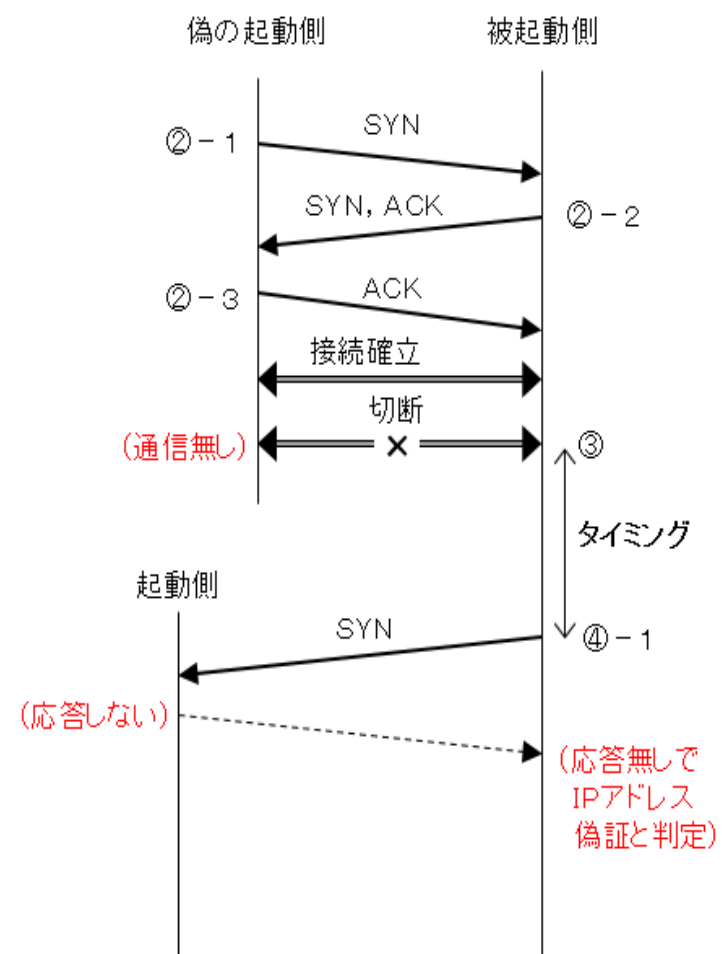 偽の起動側
被起動側
②-1
SYN
SYN, ACK
②-2
②-3
ACK
接続確立
切断
(通信無し)
×
③
タイミング
起動側
SYN
④-1
(応答しない)
(応答無しで
IPアドレス
偽証と判定)